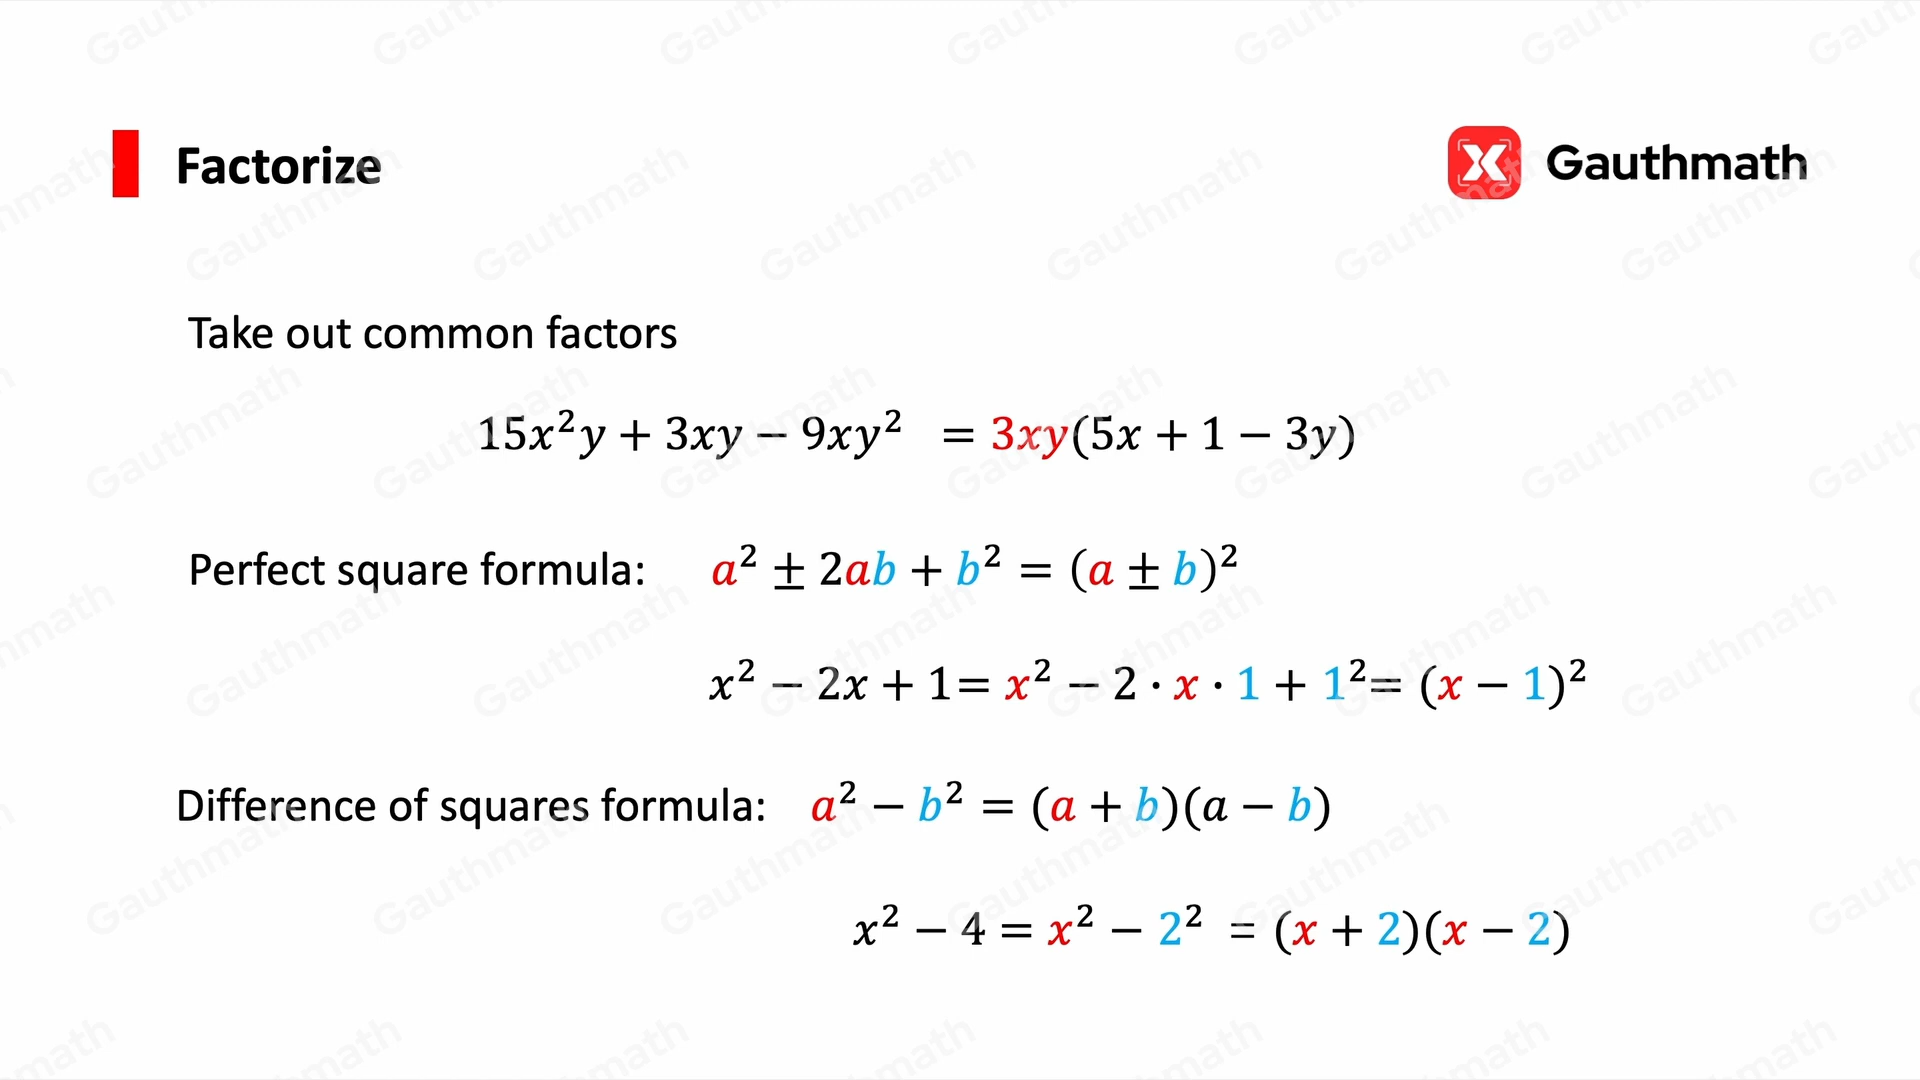 Factorize
Gauthmath
Take out common factors
15x²y + 3xy − 9xy² = 3xy(5x + 1 − 3y)
Perfect square formula: a² ± 2ab + b² = (a ± b)²
x² − 2x + 1= x² − 2 · x · 1 + 1²= (x − 1)²
Difference of squares formula: a² − b² = (a + b)(a − b)
x² − 4 = x² − 2² = (x + 2)(x − 2)